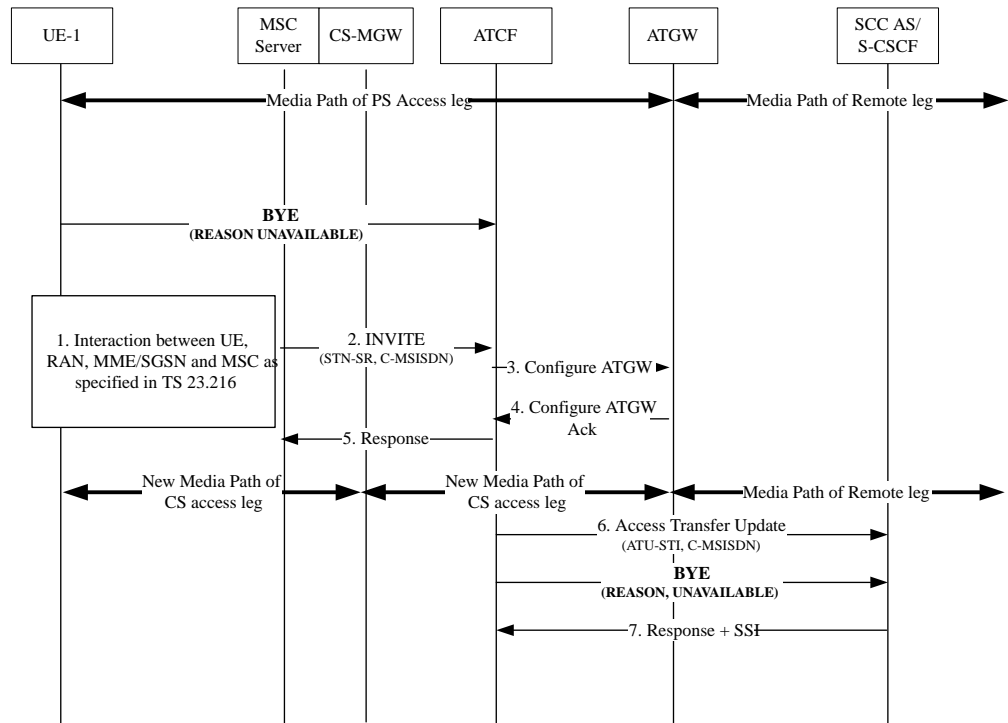 UE-1
MSC
Server
CS-MGW
ATCF
ATGW
SCC AS/
S-CSCF
Media Path of PS Access leg
Media Path of Remote leg
BYE
(REASON UNAVAILABLE)
1. Interaction between UE,
RAN, MME/SGSN and MSC as
specified in TS 23.216
2. INVITE
(STN-SR, C-MSISDN)
3. Configure ATGW
4. Configure ATGW
Ack
5. Response
New Media Path of
CS access leg
New Media Path of
CS access leg
Media Path of Remote leg
6. Access Transfer Update
(ATU-STI, C-MSISDN)
BYE
(REASON, UNAVAILABLE)
7. Response + SSI